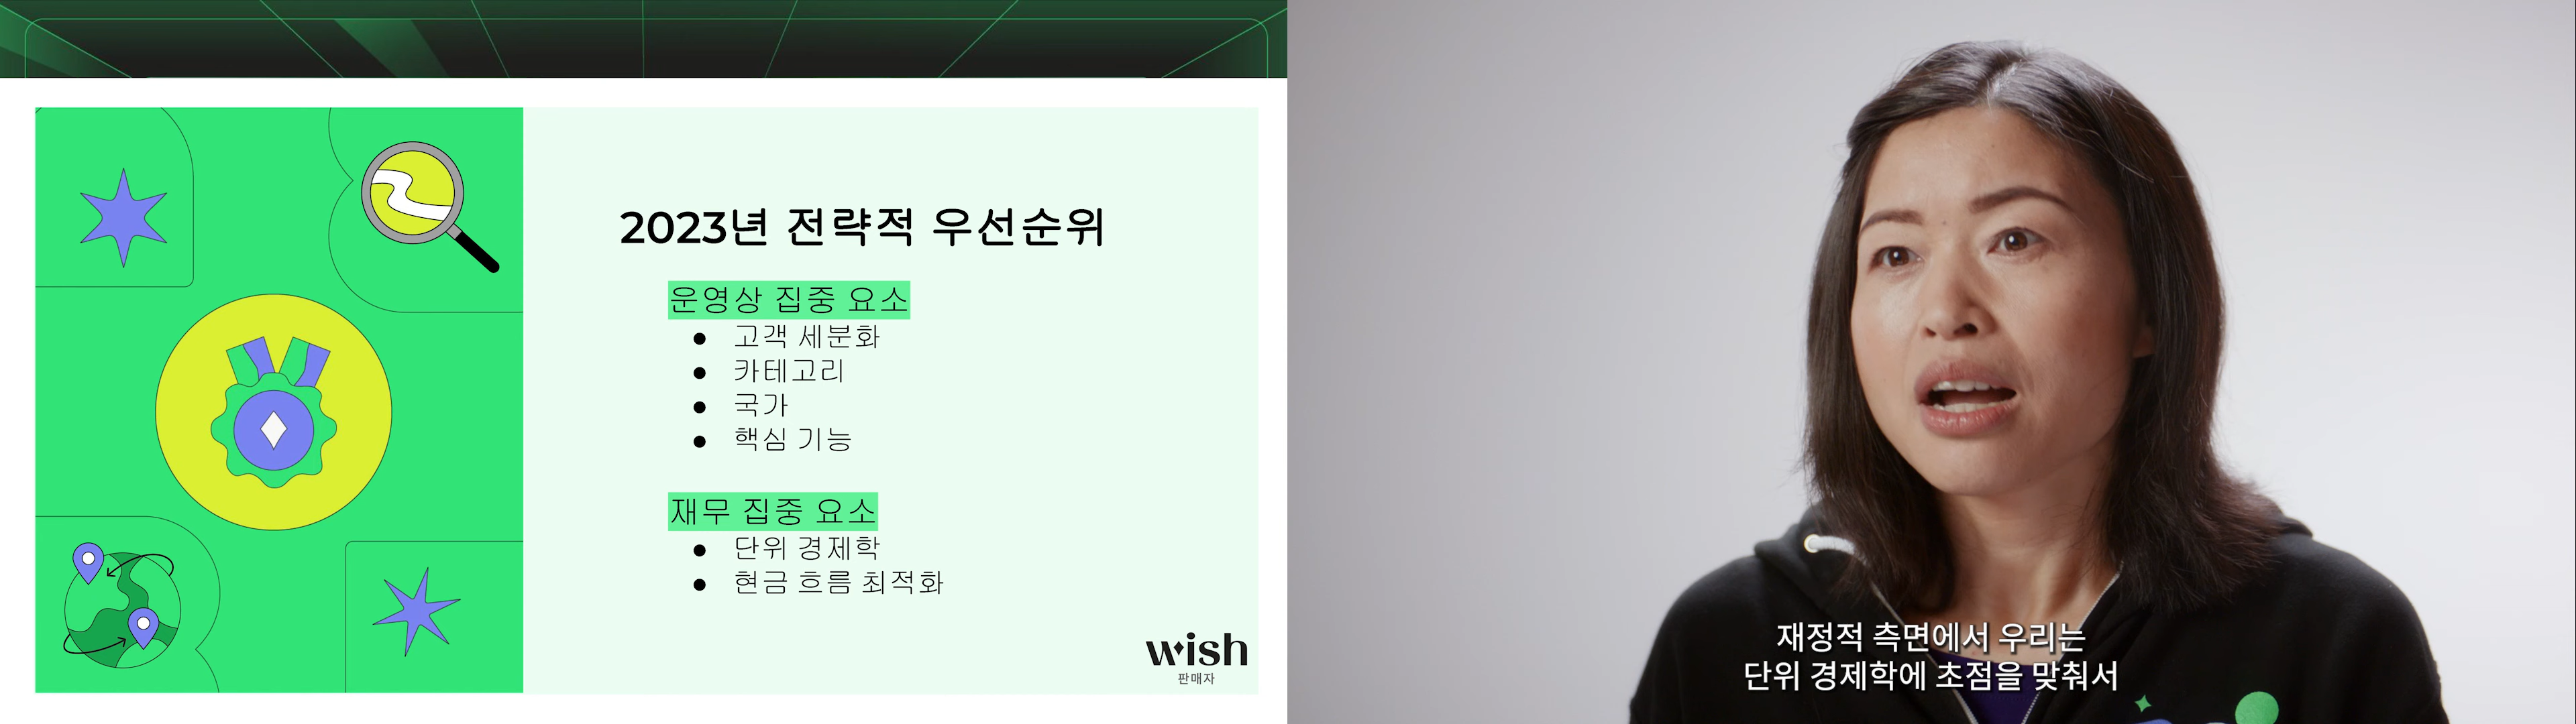 2023년 전략적 우선순위
운영상 집중 요소
● 고객 세분화
● 카테고리
● 국가
● 핵심 기능
재무 집중 요소
● 단위 경제학
● 현금 흐름 최적화
wish
판매자
재정적 측면에서 우리는
단위 경제학에 초점을 맞춰서